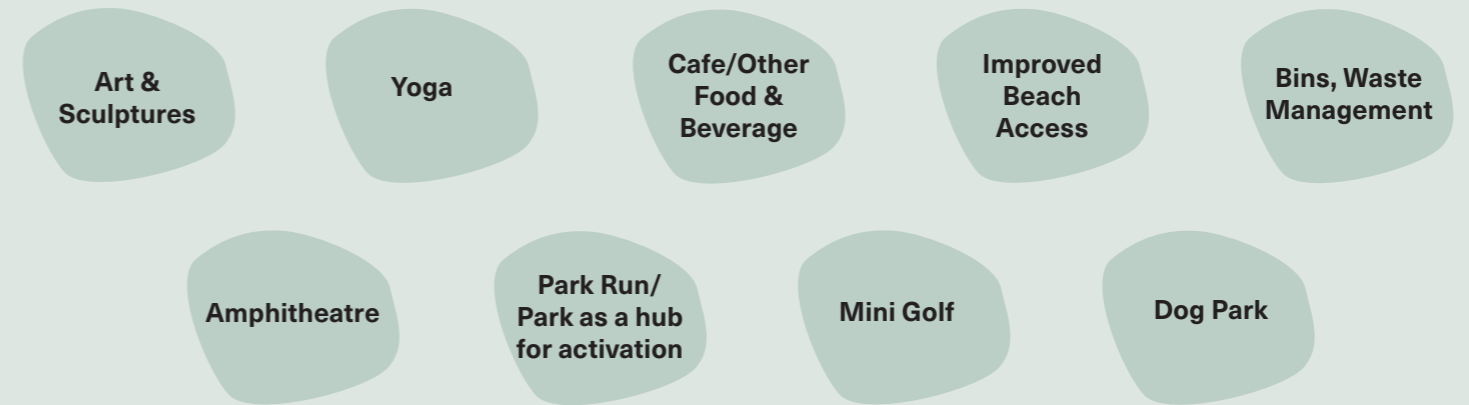 Art &
Sculptures
Yoga
Cafe/Other
Food &
Beverage
Improved
Beach
Access
Bins, Waste
Management
Amphitheatre
Park Run/
Park as a hub
for activation
Mini Golf
Dog Park